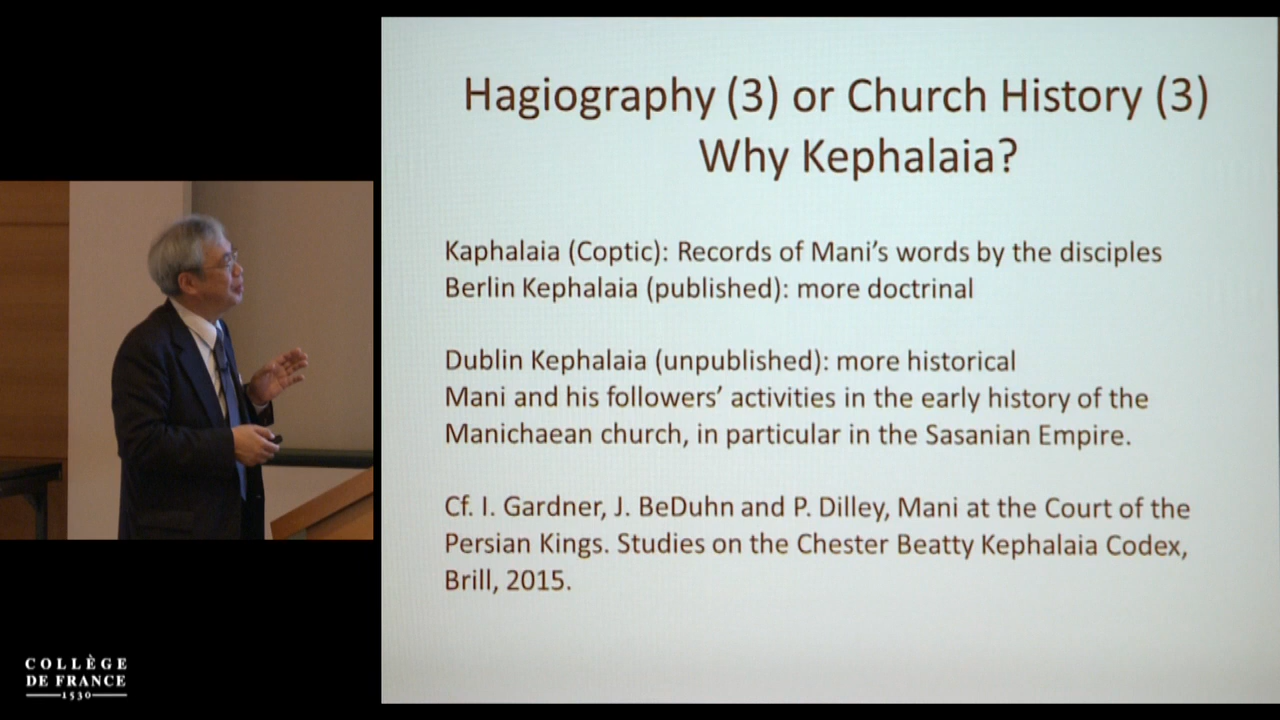 Hagiography (3) or Church History (3)
Why Kephalaia?
Kaphalaia (Coptic): Records of Mani’s words by the disciples
Berlin Kephalaia (published): more doctrinal
Dublin Kephalaia (unpublished): more historical
Mani and his followers’ activities in the early history of the
Manichaean church, in particular in the Sasanian Empire.
Cf. I. Gardner, J. BeDuhn and P. Dilley, Mani at the Court of the
Persian Kings. Studies on the Chester Beatty Kephalaia Codex,
Brill, 2015.
COLLÈGE
DE FRANCE
1530